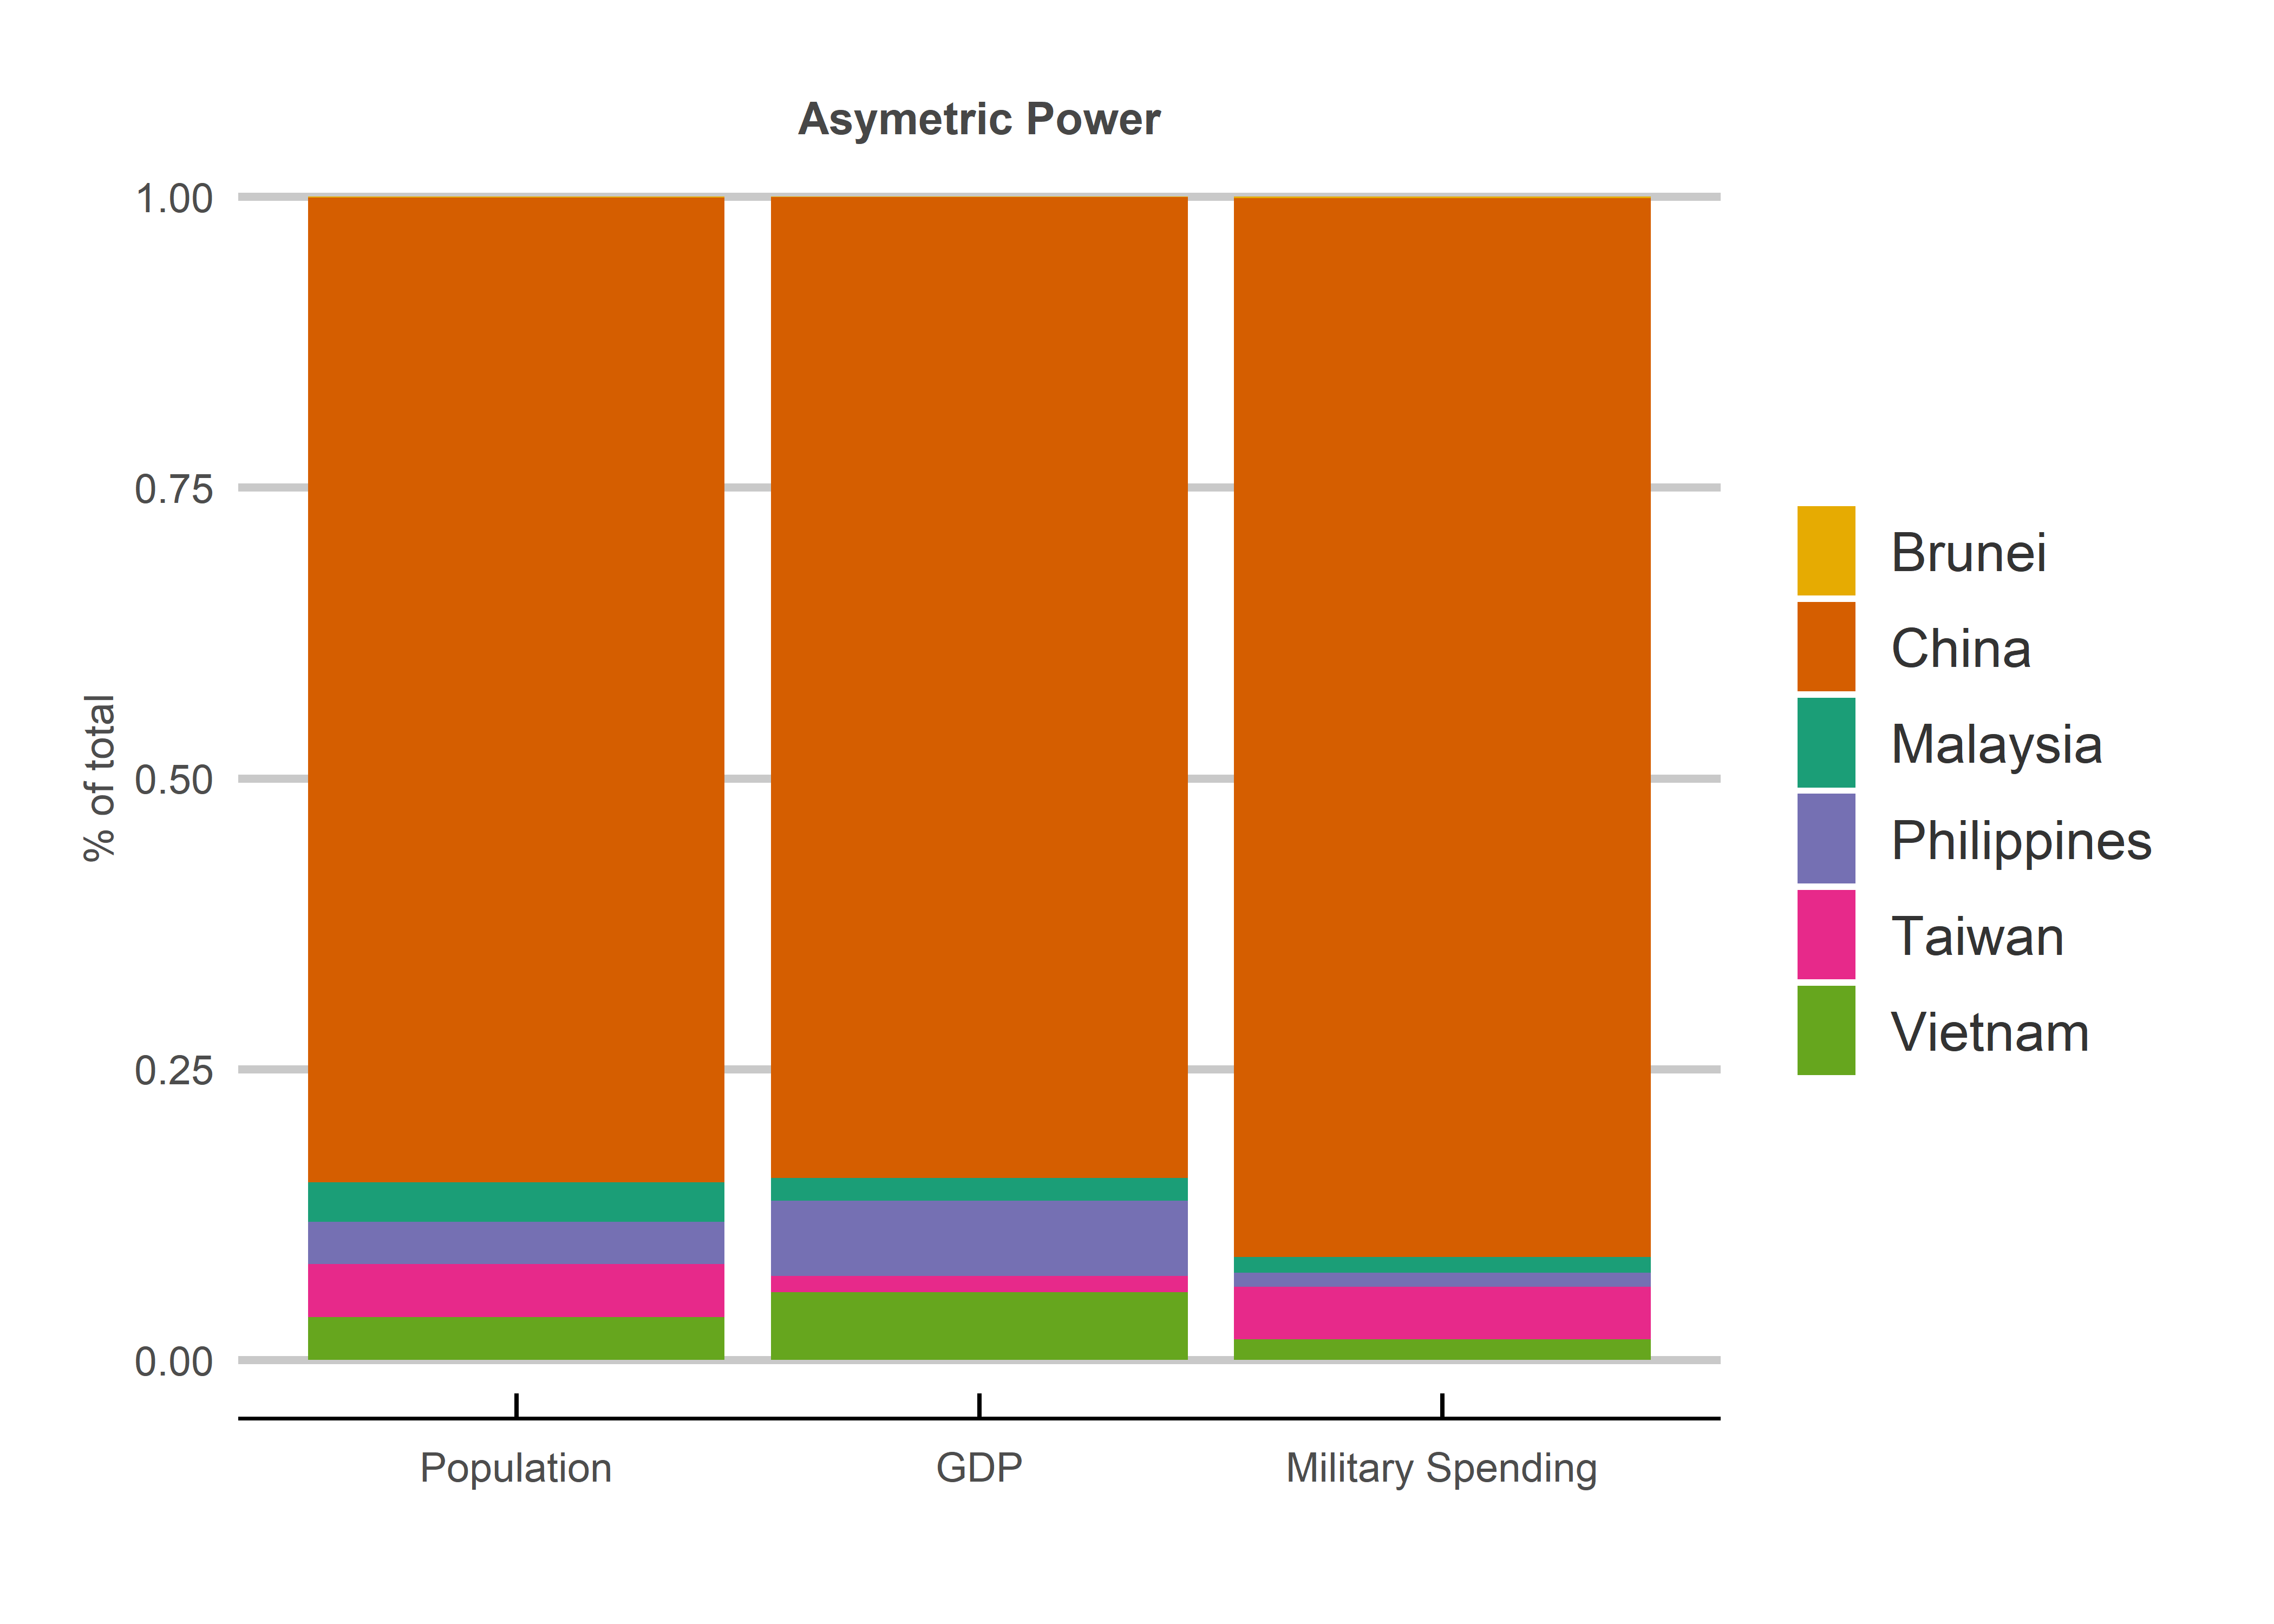 Asymetric Power
1.00
0.75
0.50
0.25
0.00
% of total
Population
GDP
Military Spending
Brunei
China
Malaysia
Philippines
Taiwan
Vietnam